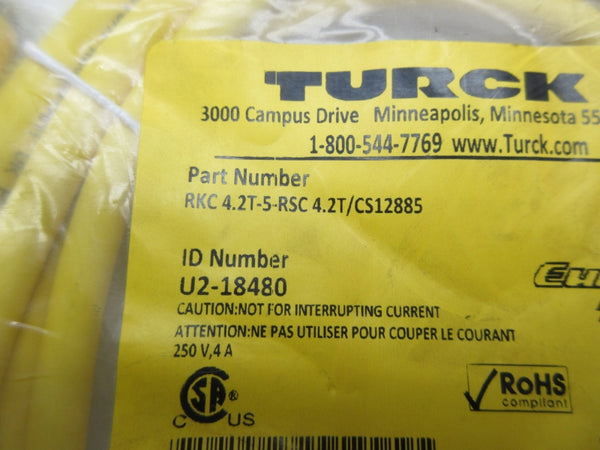 TURCK
3000 Campus Drive Minneapolis, Minnesota 55
1-800-544-7769 www.Turck.com
Part Number
RKC 4.2T-5-RSC 4.2T/CS12885
ID Number
U2-18480
CAUTION:NOT FOR INTERRUPTING CURRENT
ATTENTION:NE PAS UTILISER POUR COUPER LE COURANT
250 V,4 A
CSA ®
C US
RoHS
compliant